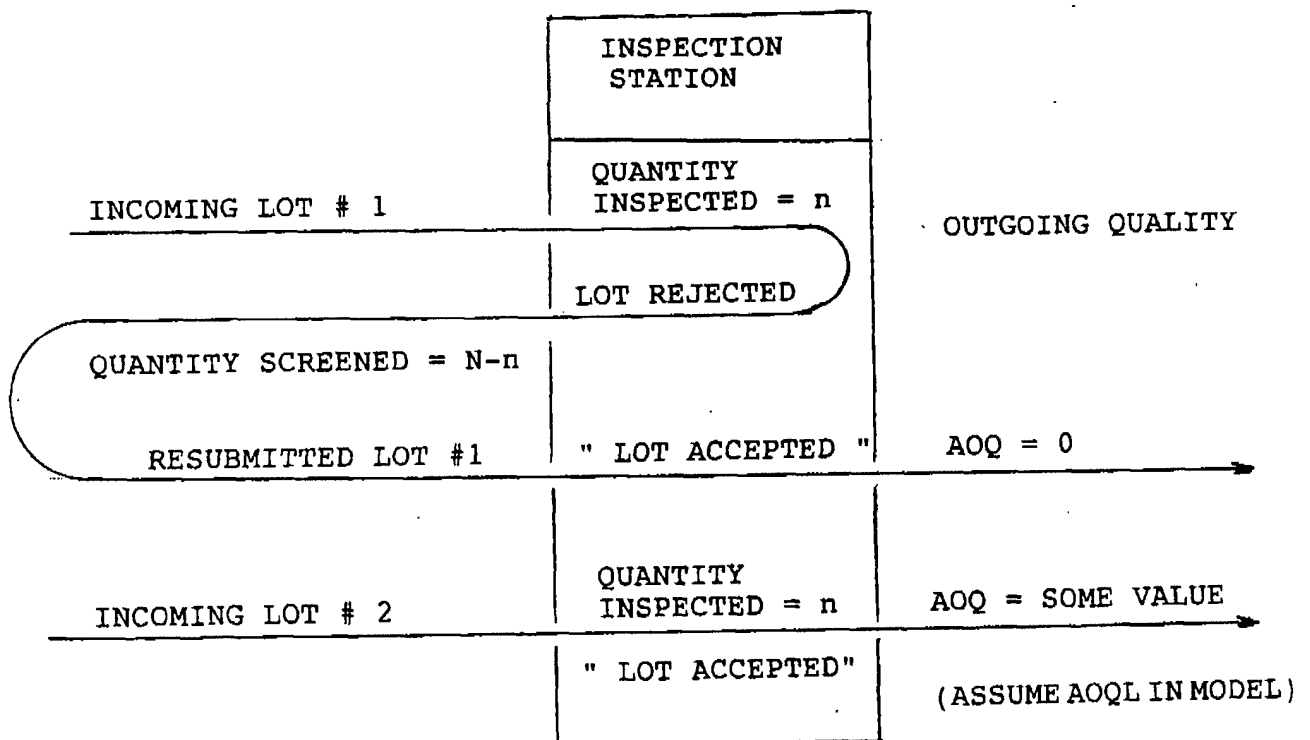 INSPECTION
STATION
QUANTITY
INSPECTED = n
INCOMING LOT # 1
OUTGOING QUALITY
LOT REJECTED
QUANTITY SCREENED = N-n
RESUBMITTED LOT #1
" LOT ACCEPTED "
AOQ = 0
QUANTITY
INSPECTED = n
INCOMING LOT # 2
AOQ = SOME VALUE
" LOT ACCEPTED"
(ASSUME AOQL IN MODEL)